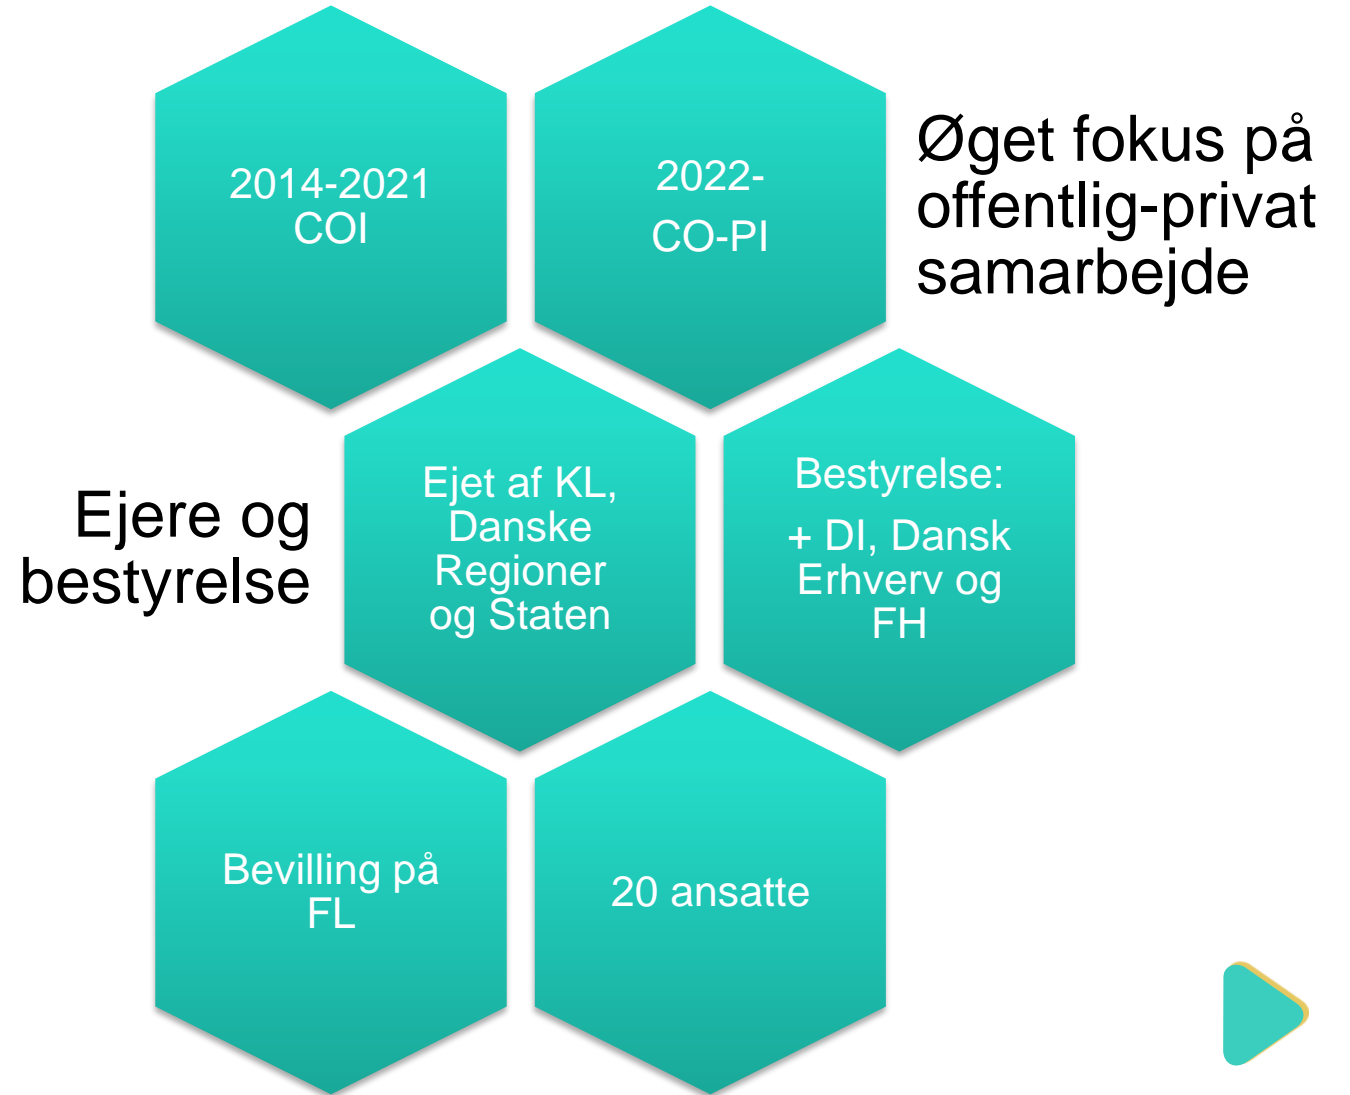 2014-2021
COI
2022-
CO-PI
Øget fokus på
offentlig-privat
samarbejde
Ejere og
bestyrelse
Ejet af KL,
Danske
Regioner
og Staten
Bestyrelse:
+ DI, Dansk
Erhverv og
FH
Bevilling på
FL
20 ansatte